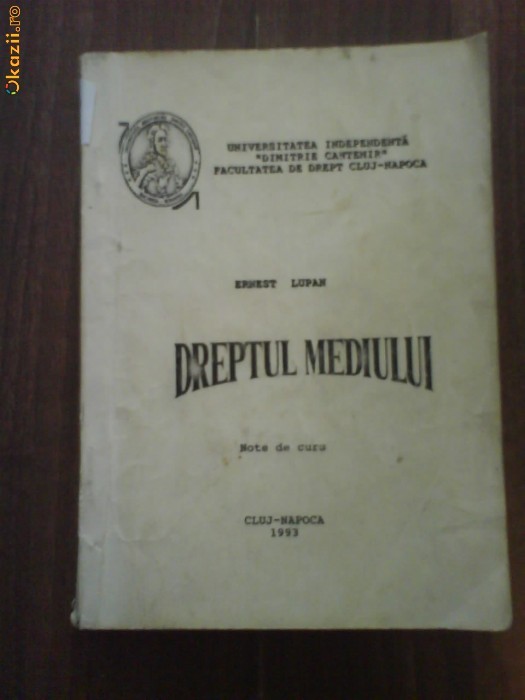 Okazii.ro
UNIVERSITATEA INDEPENDENTĂ
"DIMITRIE CANTEMIR"
FACULTATEA DE DREPT CLUJ-NAPOCA
ERNEST LUPAN
DREPTUL MEDIULUI
Note de curs
CLUJ-NAPOCA
1993